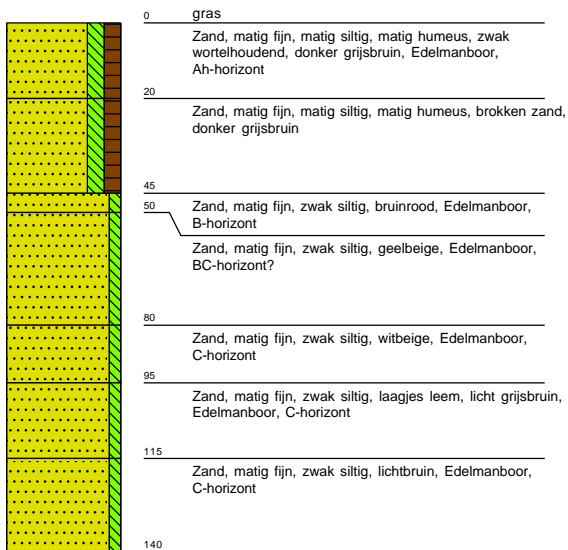 0 gras
Zand, matig fijn, matig siltig, matig humeus, zwak
wortelhoudend, donker grijsbruin, Edelmanboor,
Ah-horizont
20
Zand, matig fijn, matig siltig, matig humeus, brokken zand,
donker grijsbruin
45
Zand, matig fijn, zwak siltig, bruinrood, Edelmanboor,
50
B-horizont
Zand, matig fijn, zwak siltig, geelbeige, Edelmanboor,
BC-horizont?
80
Zand, matig fijn, zwak siltig, witbeige, Edelmanboor,
C-horizont
95
Zand, matig fijn, zwak siltig, laagjes leem, licht grijsbruin,
Edelmanboor, C-horizont
115
Zand, matig fijn, zwak siltig, lichtbruin, Edelmanboor,
C-horizont
140